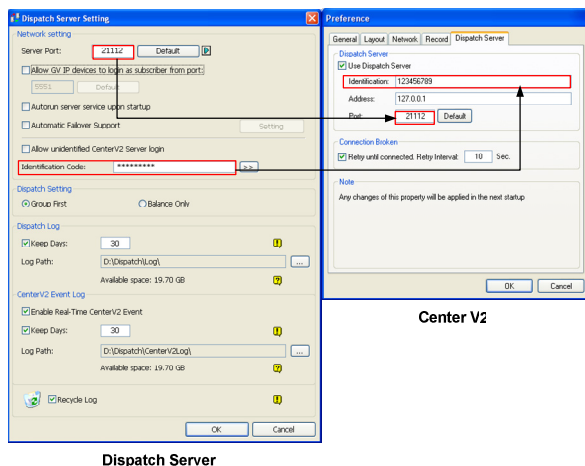 Dispatch Server Setting
Network setting
Server Port: 21112 Default
Allow GV IP devices to login as subscriber from port:
5551 Default
Autorun server service upon startup
Automatic Failover Support Setting
Allow unidentified CenterV2 Server login
Identification Code: ********* >>
Dispatch Setting
Group First Balance Only
Dispatch Log
Keep Days: 30
Log Path: D:\Dispatch\Log\ ...
Available space: 19.70 GB
CenterV2 Event Log
Enable Real-Time CenterV2 Event
Keep Days: 30
Log Path: D:\Dispatch\CenterV2Log\ ...
Available space: 19.70 GB
Recycle Log
OK Cancel
Dispatch Server
Preference
General Layout Network Record Dispatch Server
Dispatch Server
Use Dispatch Server
Identification: 123456789
Address: 127.0.0.1
Port: 21112 Default
Connection Broken
Retry until connected. Retry Interval: 10 Sec.
Note
Any changes of this property will be applied in the next startup
OK Cancel
Center V2